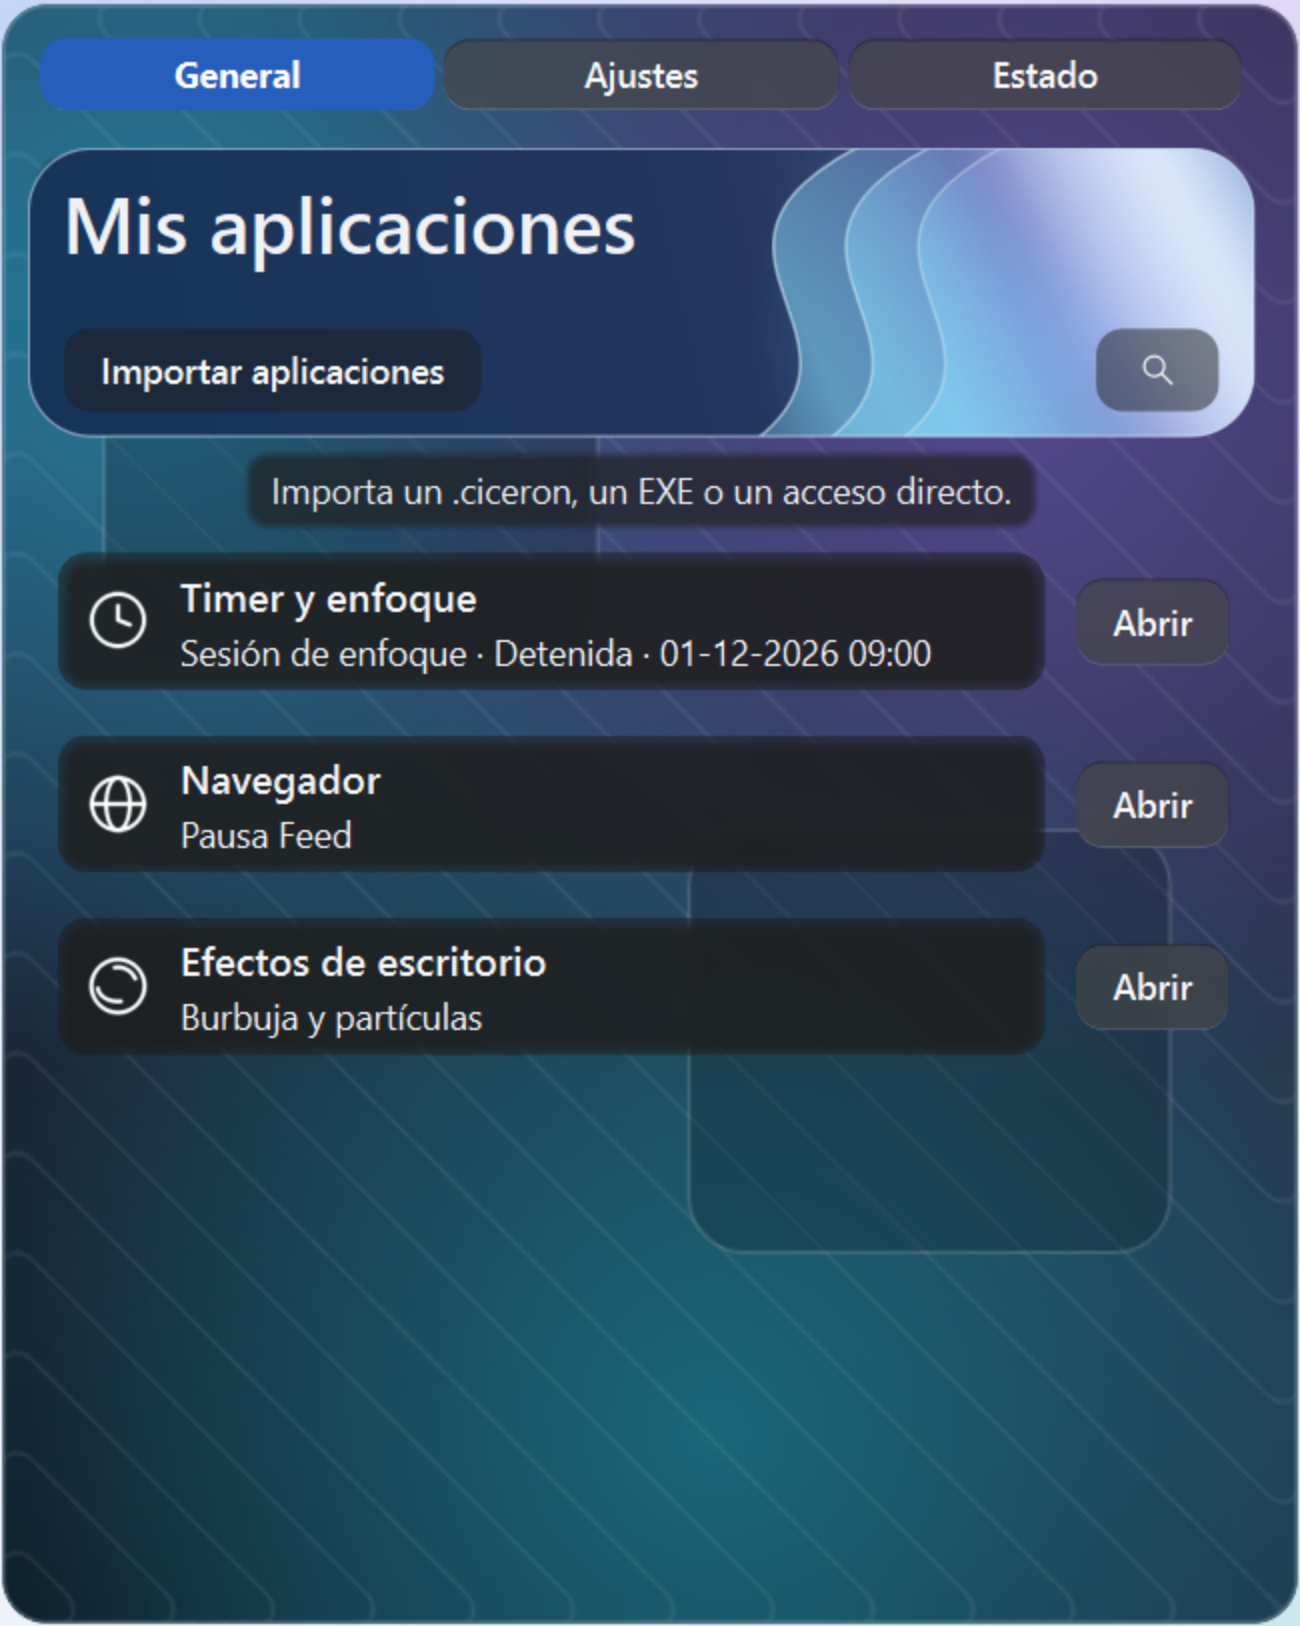 General
Ajustes
Estado
Mis aplicaciones
Importar aplicaciones
Importa un .ciceron, un EXE o un acceso directo.
Timer y enfoque
Sesión de enfoque · Detenida · 01-12-2026 09:00
Abrir
Navegador
Pausa Feed
Abrir
Efectos de escritorio
Burbuja y partículas
Abrir